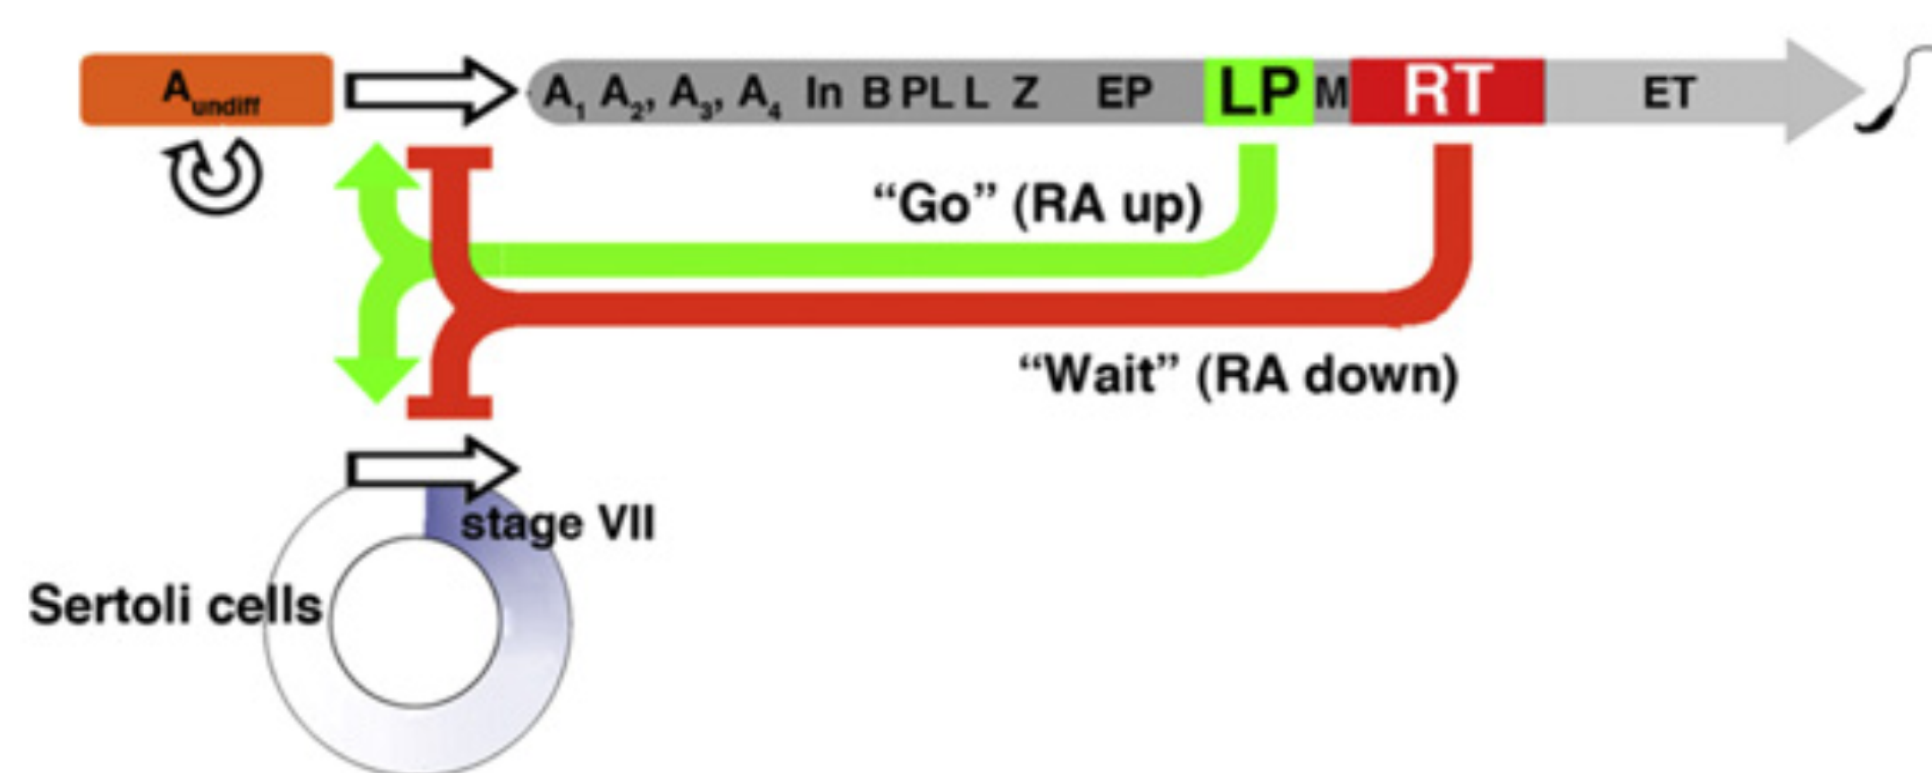 Aundiff A1 A2, A3, A4 In B PL L Z EP LP M RT ET
“Go” (RA up)
“Wait” (RA down)
stage VII
Sertoli cells